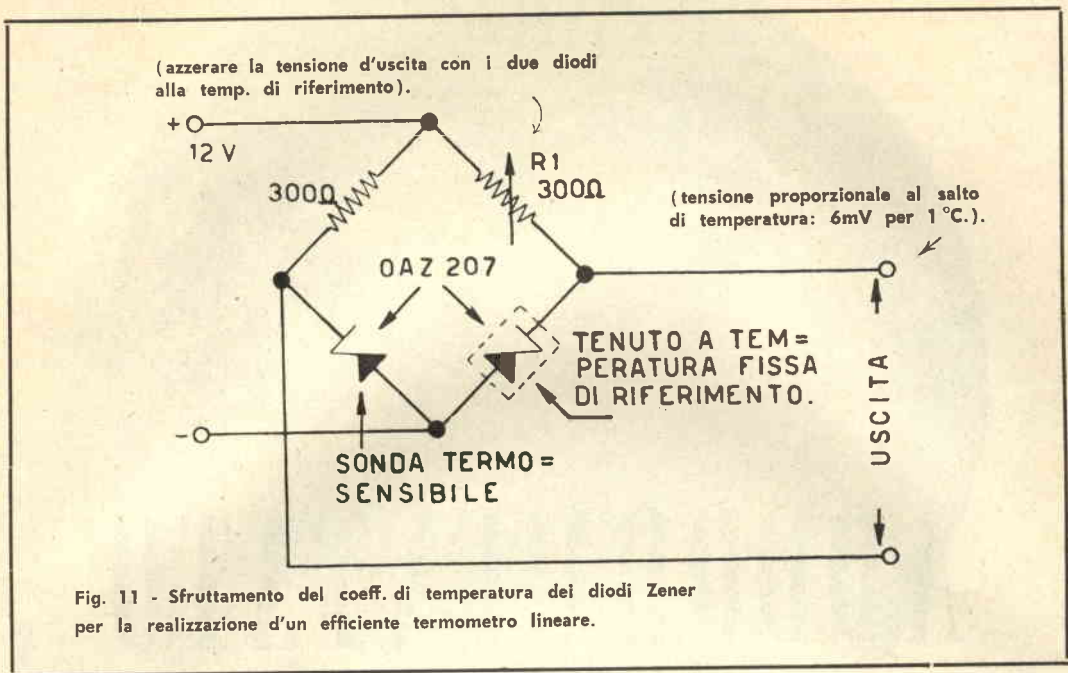 (azzerare la tensione d'uscita con i due diodi
alla temp. di riferimento).
+
12 V
300Ω
R1
300Ω
(tensione proporzionale al salto
di temperatura: 6mV per 1 °C.).
OAZ 207
TENUTO A TEM=
PERATURA FISSA
DI RIFERIMENTO.
USCITA
-
SONDA TERMO=
SENSIBILE
Fig. 11 - Sfruttamento del coeff. di temperatura dei diodi Zener
per la realizzazione d'un efficiente termometro lineare.